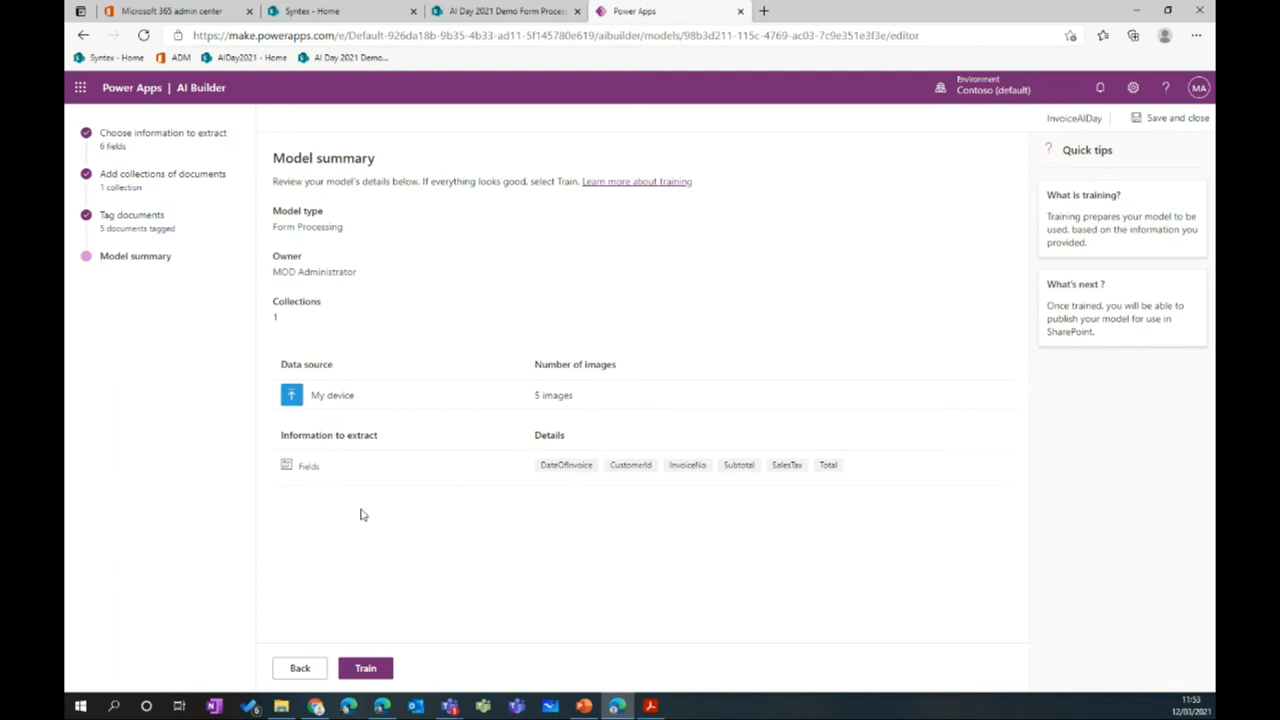 Microsoft 365 admin center
Syntex - Home
AI Day 2021 Demo Form Process
Power Apps
https://make.powerapps.com/e/Default-926da18b-9b35-4b33-ad11-5f145780e619/aibuilder/models/98b3d211-115c-4769-ac03-7c9e351e3f3e/editor
Syntex - Home
ADM
AIDay2021 - Home
AI Day 2021 Demo...
Power Apps | AI Builder
Environment
Contoso (default)
MA
InvoiceAIDay
Save and close
Choose information to extract
6 fields
Add collections of documents
1 collection
Tag documents
5 documents tagged
Model summary
Model summary
Review your model's details below. If everything looks good, select Train. Learn more about training
Model type
Form Processing
Owner
MOD Administrator
Collections
1
Data source
Number of images
My device
5 images
Information to extract
Details
Fields
DateOfInvoice
CustomerId
InvoiceNo
Subtotal
SalesTax
Total
Back
Train
Quick tips
What is training?
Training prepares your model to be
used, based on the information you
provided.
What's next ?
Once trained, you will be able to
publish your model for use in
SharePoint.
11:53
12/03/2021